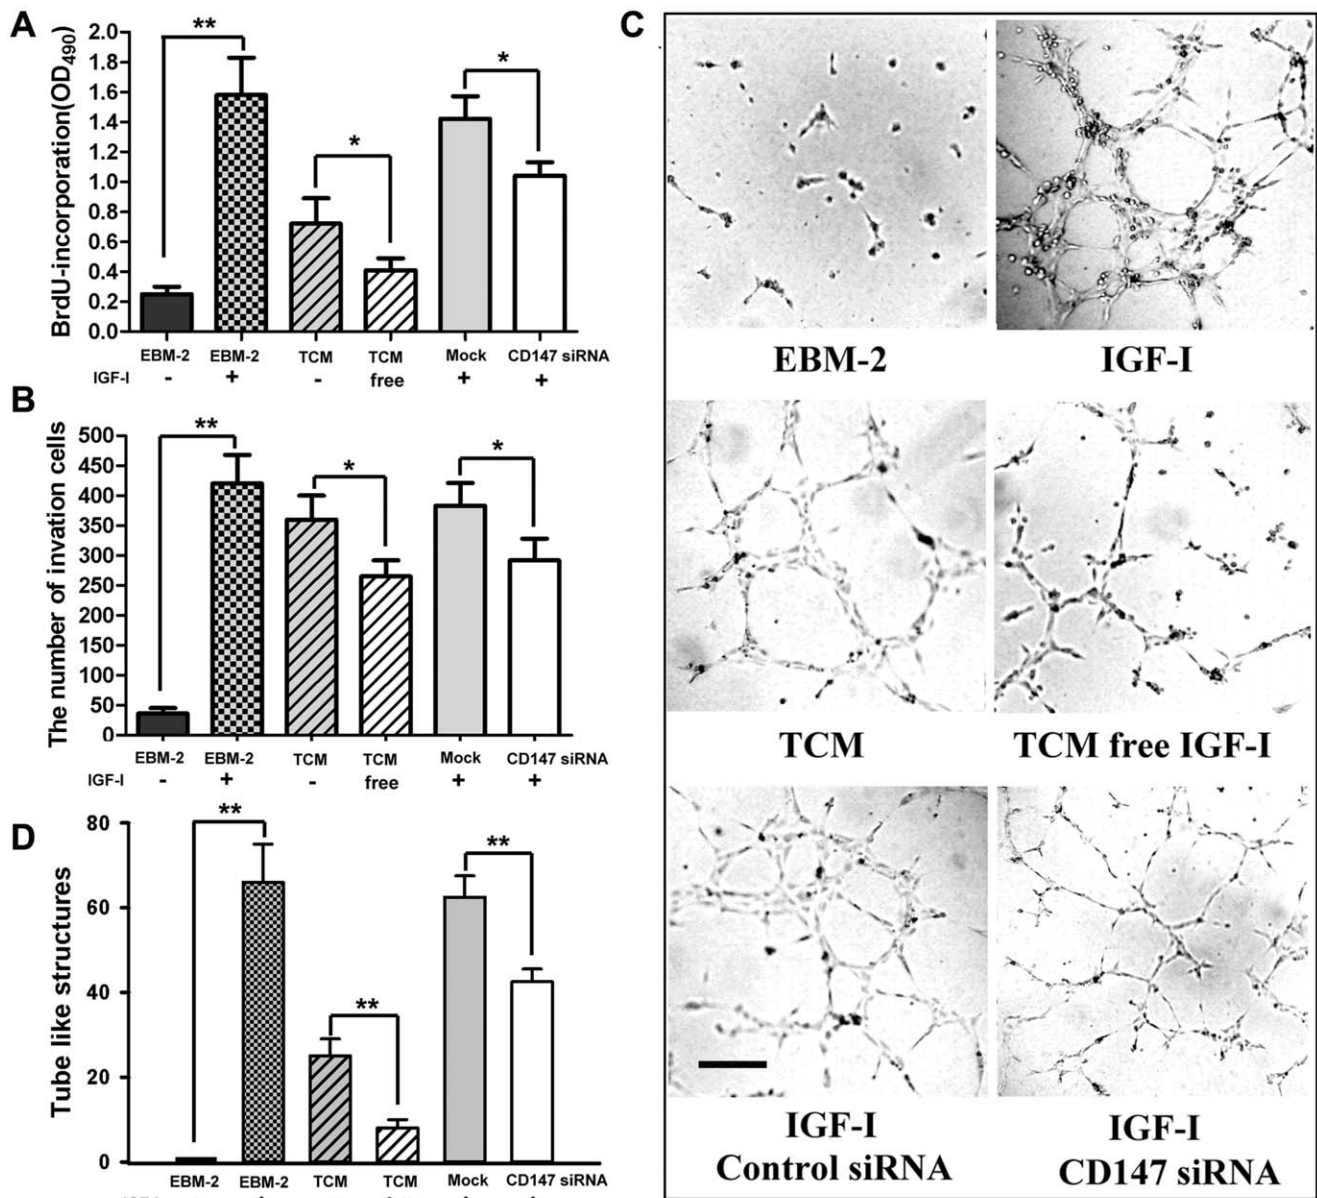 A
BrdU-incorporation(OD490)
2.0
1.8
1.6
1.4
1.2
1.0
0.8
0.6
0.4
0.2
0.0
**
*
*
EBM-2 EBM-2 TCM TCM Mock CD147 siRNA
IGF-I - + - free + +
B
The number of invation cells
500
450
400
350
300
250
200
150
100
50
0
**
*
*
EBM-2 EBM-2 TCM TCM Mock CD147 siRNA
IGF-I - + - free + +
D
Tube like structures
80
60
40
20
0
**
**
**
EBM-2 EBM-2 TCM TCM Mock CD147 siRNA
C
EBM-2 IGF-I
TCM TCM free IGF-I
IGF-I IGF-I
Control siRNA CD147 siRNA